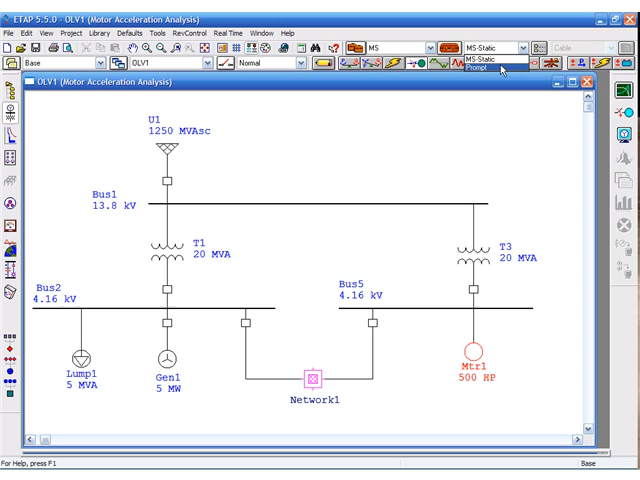 ETAP 5.5.0 - OLV1 (Motor Acceleration Analysis)
File Edit View Project Library Defaults Tools RevControl Real Time Window Help
MS MS-Static Cable
Base OLV1 Normal
MS-Static
Prompt
OLV1 (Motor Acceleration Analysis)
U1
1250 MVAsc
Bus1
13.8 kV
T1
20 MVA
T3
20 MVA
Bus2
4.16 kV
Bus5
4.16 kV
Lump1
5 MVA
Gen1
5 MW
Mtr1
500 HP
Network1
For Help, press F1 Base